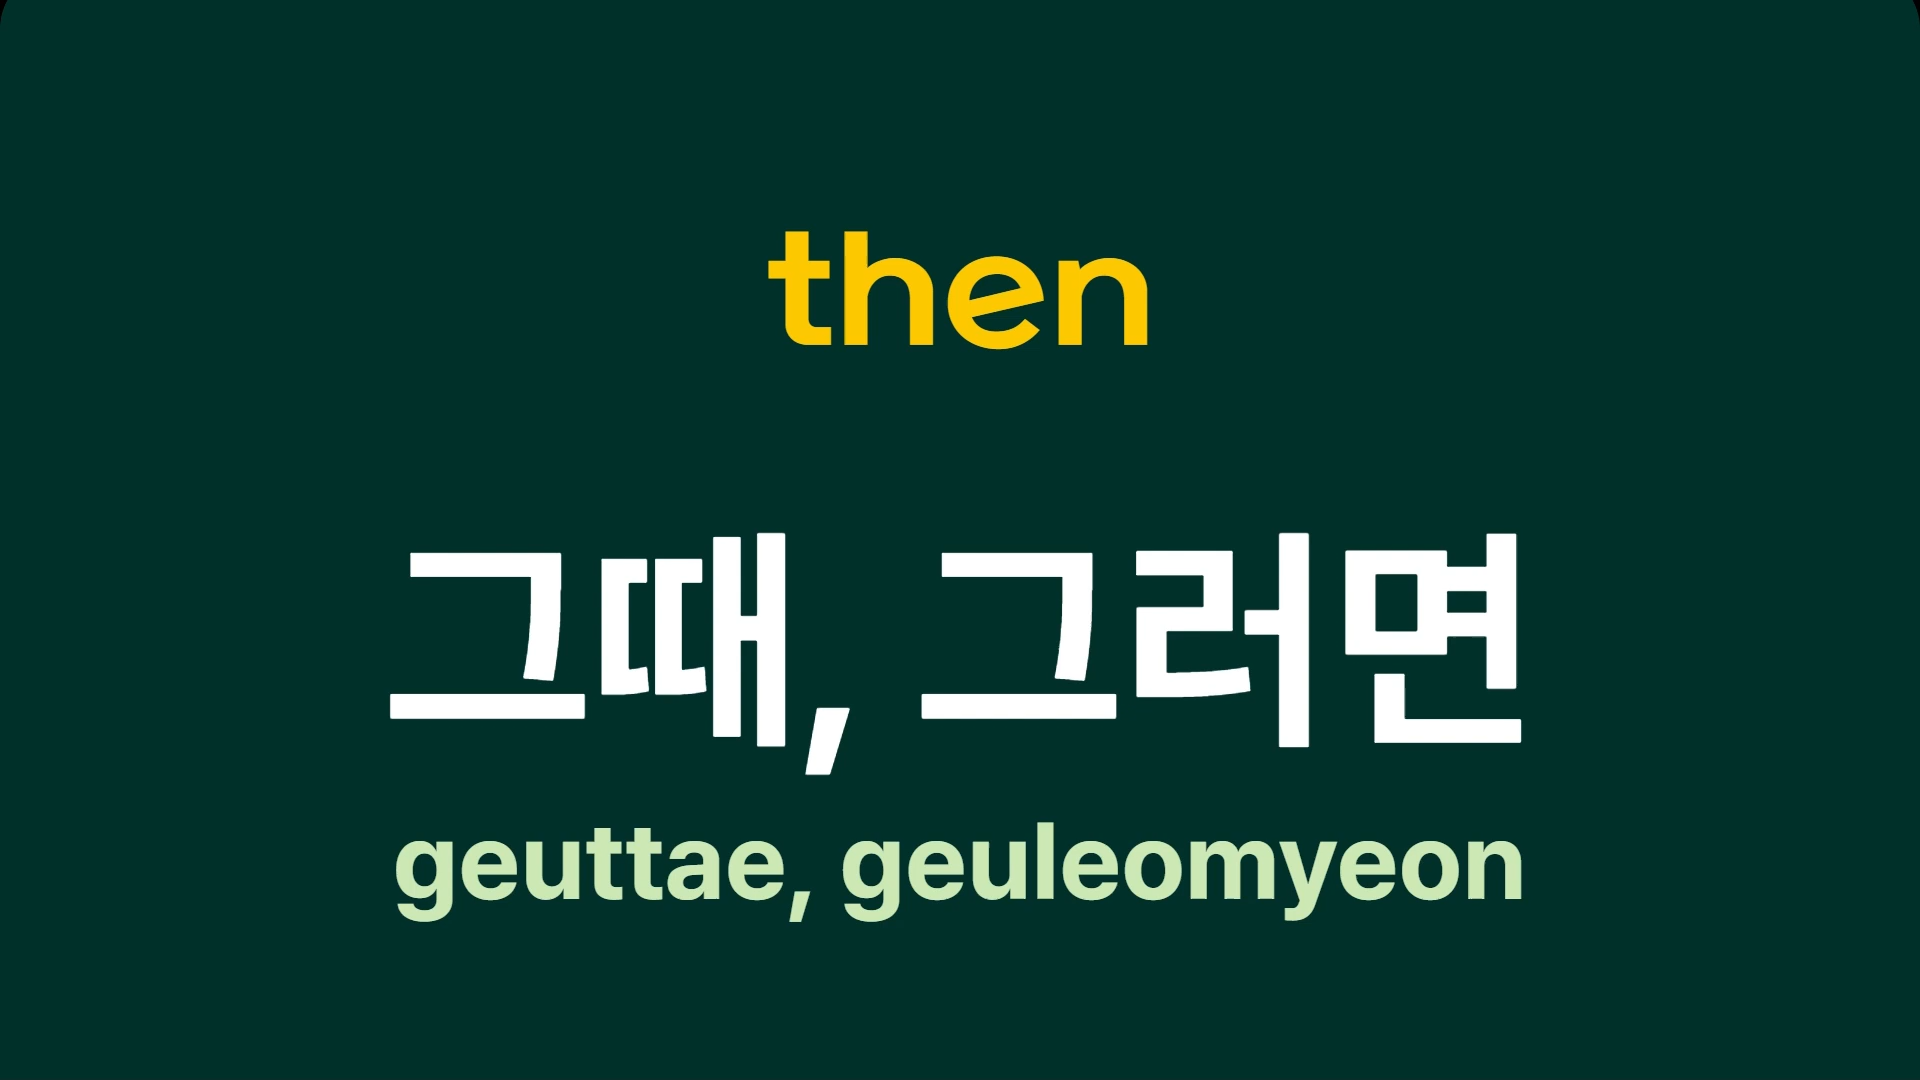 then
그때, 그러면
geuttae, geuleomyeon